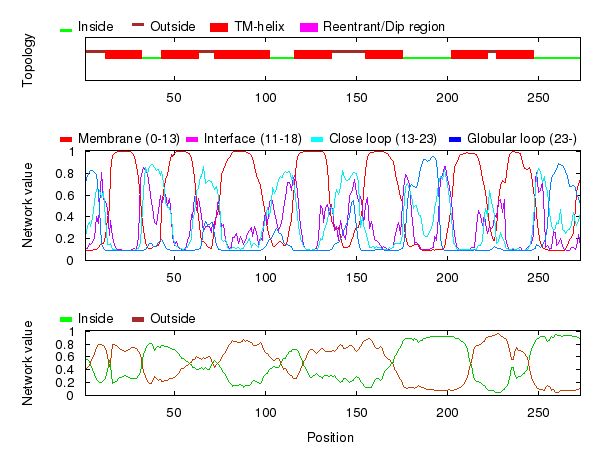 Inside Outside TM-helix Reentrant/Dip region
Topology
50 100 150 200 250
Membrane (0-13) Interface (11-18) Close loop (13-23) Globular loop (23-)
1
0.8
0.6
0.4
0.2
0
Network value
50 100 150 200 250
Inside Outside
1
0.8
0.6
0.4
0.2
0
Network value
50 100 150 200 250
Position